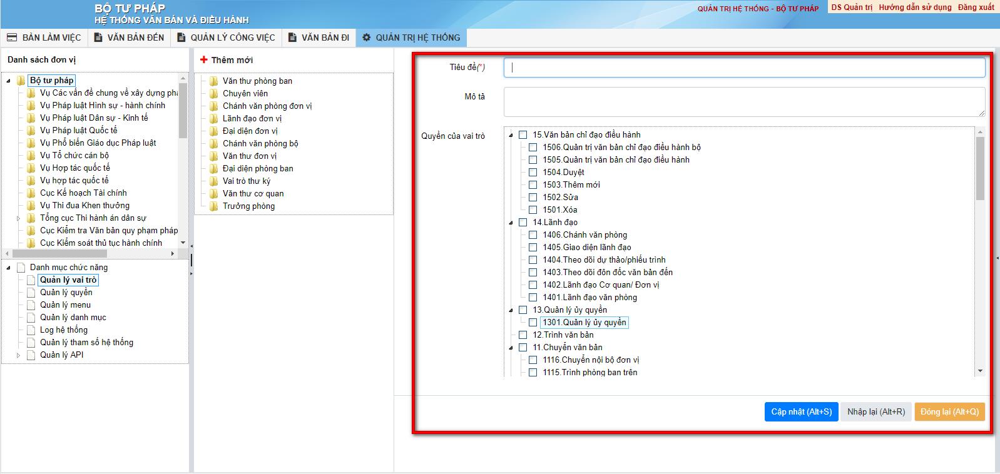 BỘ TƯ PHÁP
HỆ THỐNG VĂN BẢN VÀ ĐIỀU HÀNH
QUẢN TRỊ HỆ THỐNG - BỘ TƯ PHÁP
DS Quản trị Hướng dẫn sử dụng Đăng xuất
BÀN LÀM VIỆC
VĂN BẢN ĐẾN
QUẢN LÝ CÔNG VIỆC
VĂN BẢN ĐI
QUẢN TRỊ HỆ THỐNG
Danh sách đơn vị
Bộ tư pháp
Vụ Các vấn đề chung về xây dựng phá
Vụ Pháp luật Hình sự - hành chính
Vụ Pháp luật Dân sự - Kinh tế
Vụ Pháp luật Quốc tế
Vụ Phổ biến Giáo dục Pháp luật
Vụ Tổ chức cán bộ
Vụ Hợp tác quốc tế
Vụ hợp tác quốc tế
Cục Kế hoạch Tài chính
Vụ Thi đua Khen thưởng
Tổng cục Thi hành án dân sự
Cục Kiểm tra Văn bản quy phạm pháp
Cục Kiểm soát thủ tục hành chính
Danh mục chức năng
Quản lý vai trò
Quản lý quyền
Quản lý menu
Quản lý danh mục
Log hệ thống
Quản lý tham số hệ thống
Quản lý API
Thêm mới
Văn thư phòng ban
Chuyên viên
Chánh văn phòng đơn vị
Lãnh đạo đơn vị
Đại diện đơn vị
Chánh văn phòng bộ
Văn thư đơn vị
Đại diện phòng ban
Vai trò thư ký
Văn thư cơ quan
Trưởng phòng
Tiêu đề(*)
Mô tả
Quyền của vai trò
15.Văn bản chỉ đạo điều hành
1506.Quản trị văn bản chỉ đạo điều hành bộ
1505.Quản trị văn bản chỉ đạo điều hành
1504.Duyệt
1503.Thêm mới
1502.Sửa
1501.Xóa
14.Lãnh đạo
1406.Chánh văn phòng
1405.Giao diện lãnh đạo
1404.Theo dõi dự thảo/phiếu trình
1403.Theo dõi đôn đốc văn bản đến
1402.Lãnh đạo Cơ quan/ Đơn vị
1401.Lãnh đạo văn phòng
13.Quản lý ủy quyền
1301.Quản lý ủy quyền
12.Trình văn bản
11.Chuyển văn bản
1116.Chuyển nội bộ đơn vị
1115.Trình phòng ban trên
Cập nhật (Alt+S)
Nhập lại (Alt+R)
Đóng lại (Alt+Q)